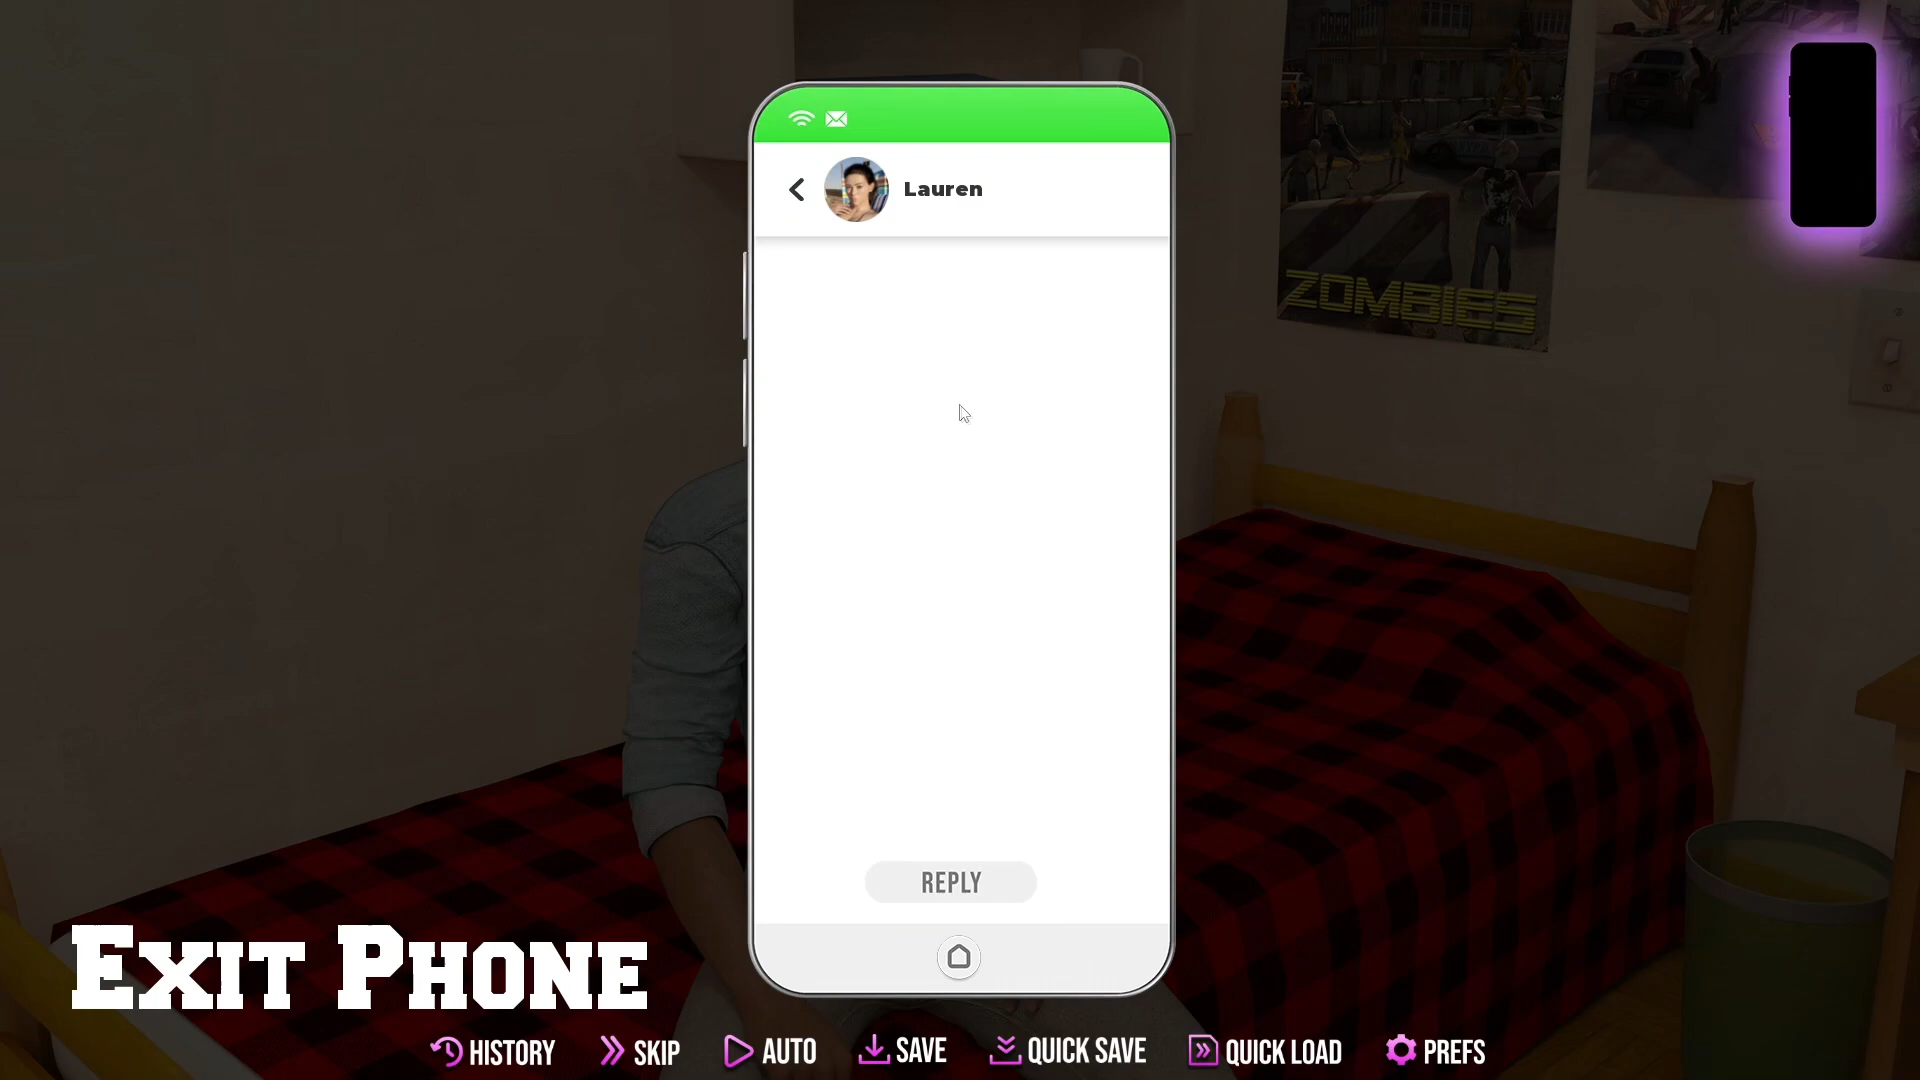 Lauren
ZOMBIES
REPLY
EXIT PHONE
HISTORY
SKIP
AUTO
SAVE
QUICK SAVE
QUICK LOAD
PREFS